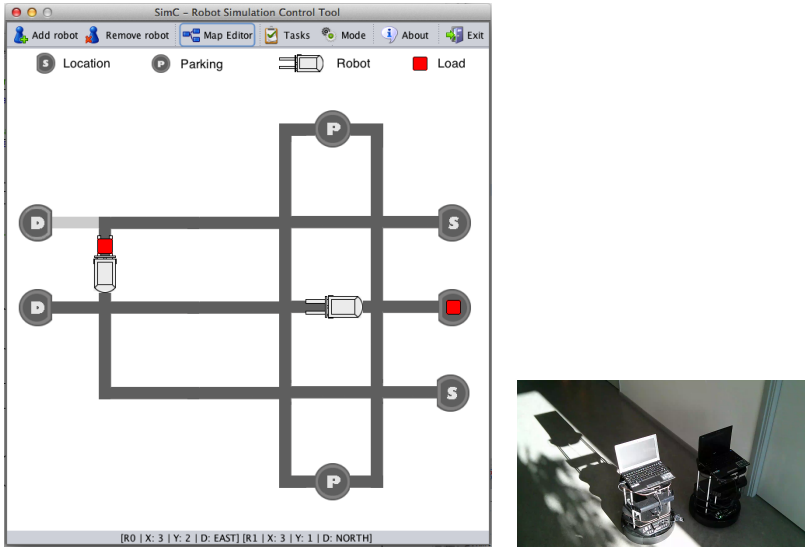 SimC – Robot Simulation Control Tool
Add robot Remove robot Map Editor Tasks Mode About Exit
S Location P Parking Robot Load
P
D S
D
S
P
[R0 | X: 3 | Y: 2 | D: EAST] [R1 | X: 3 | Y: 1 | D: NORTH]